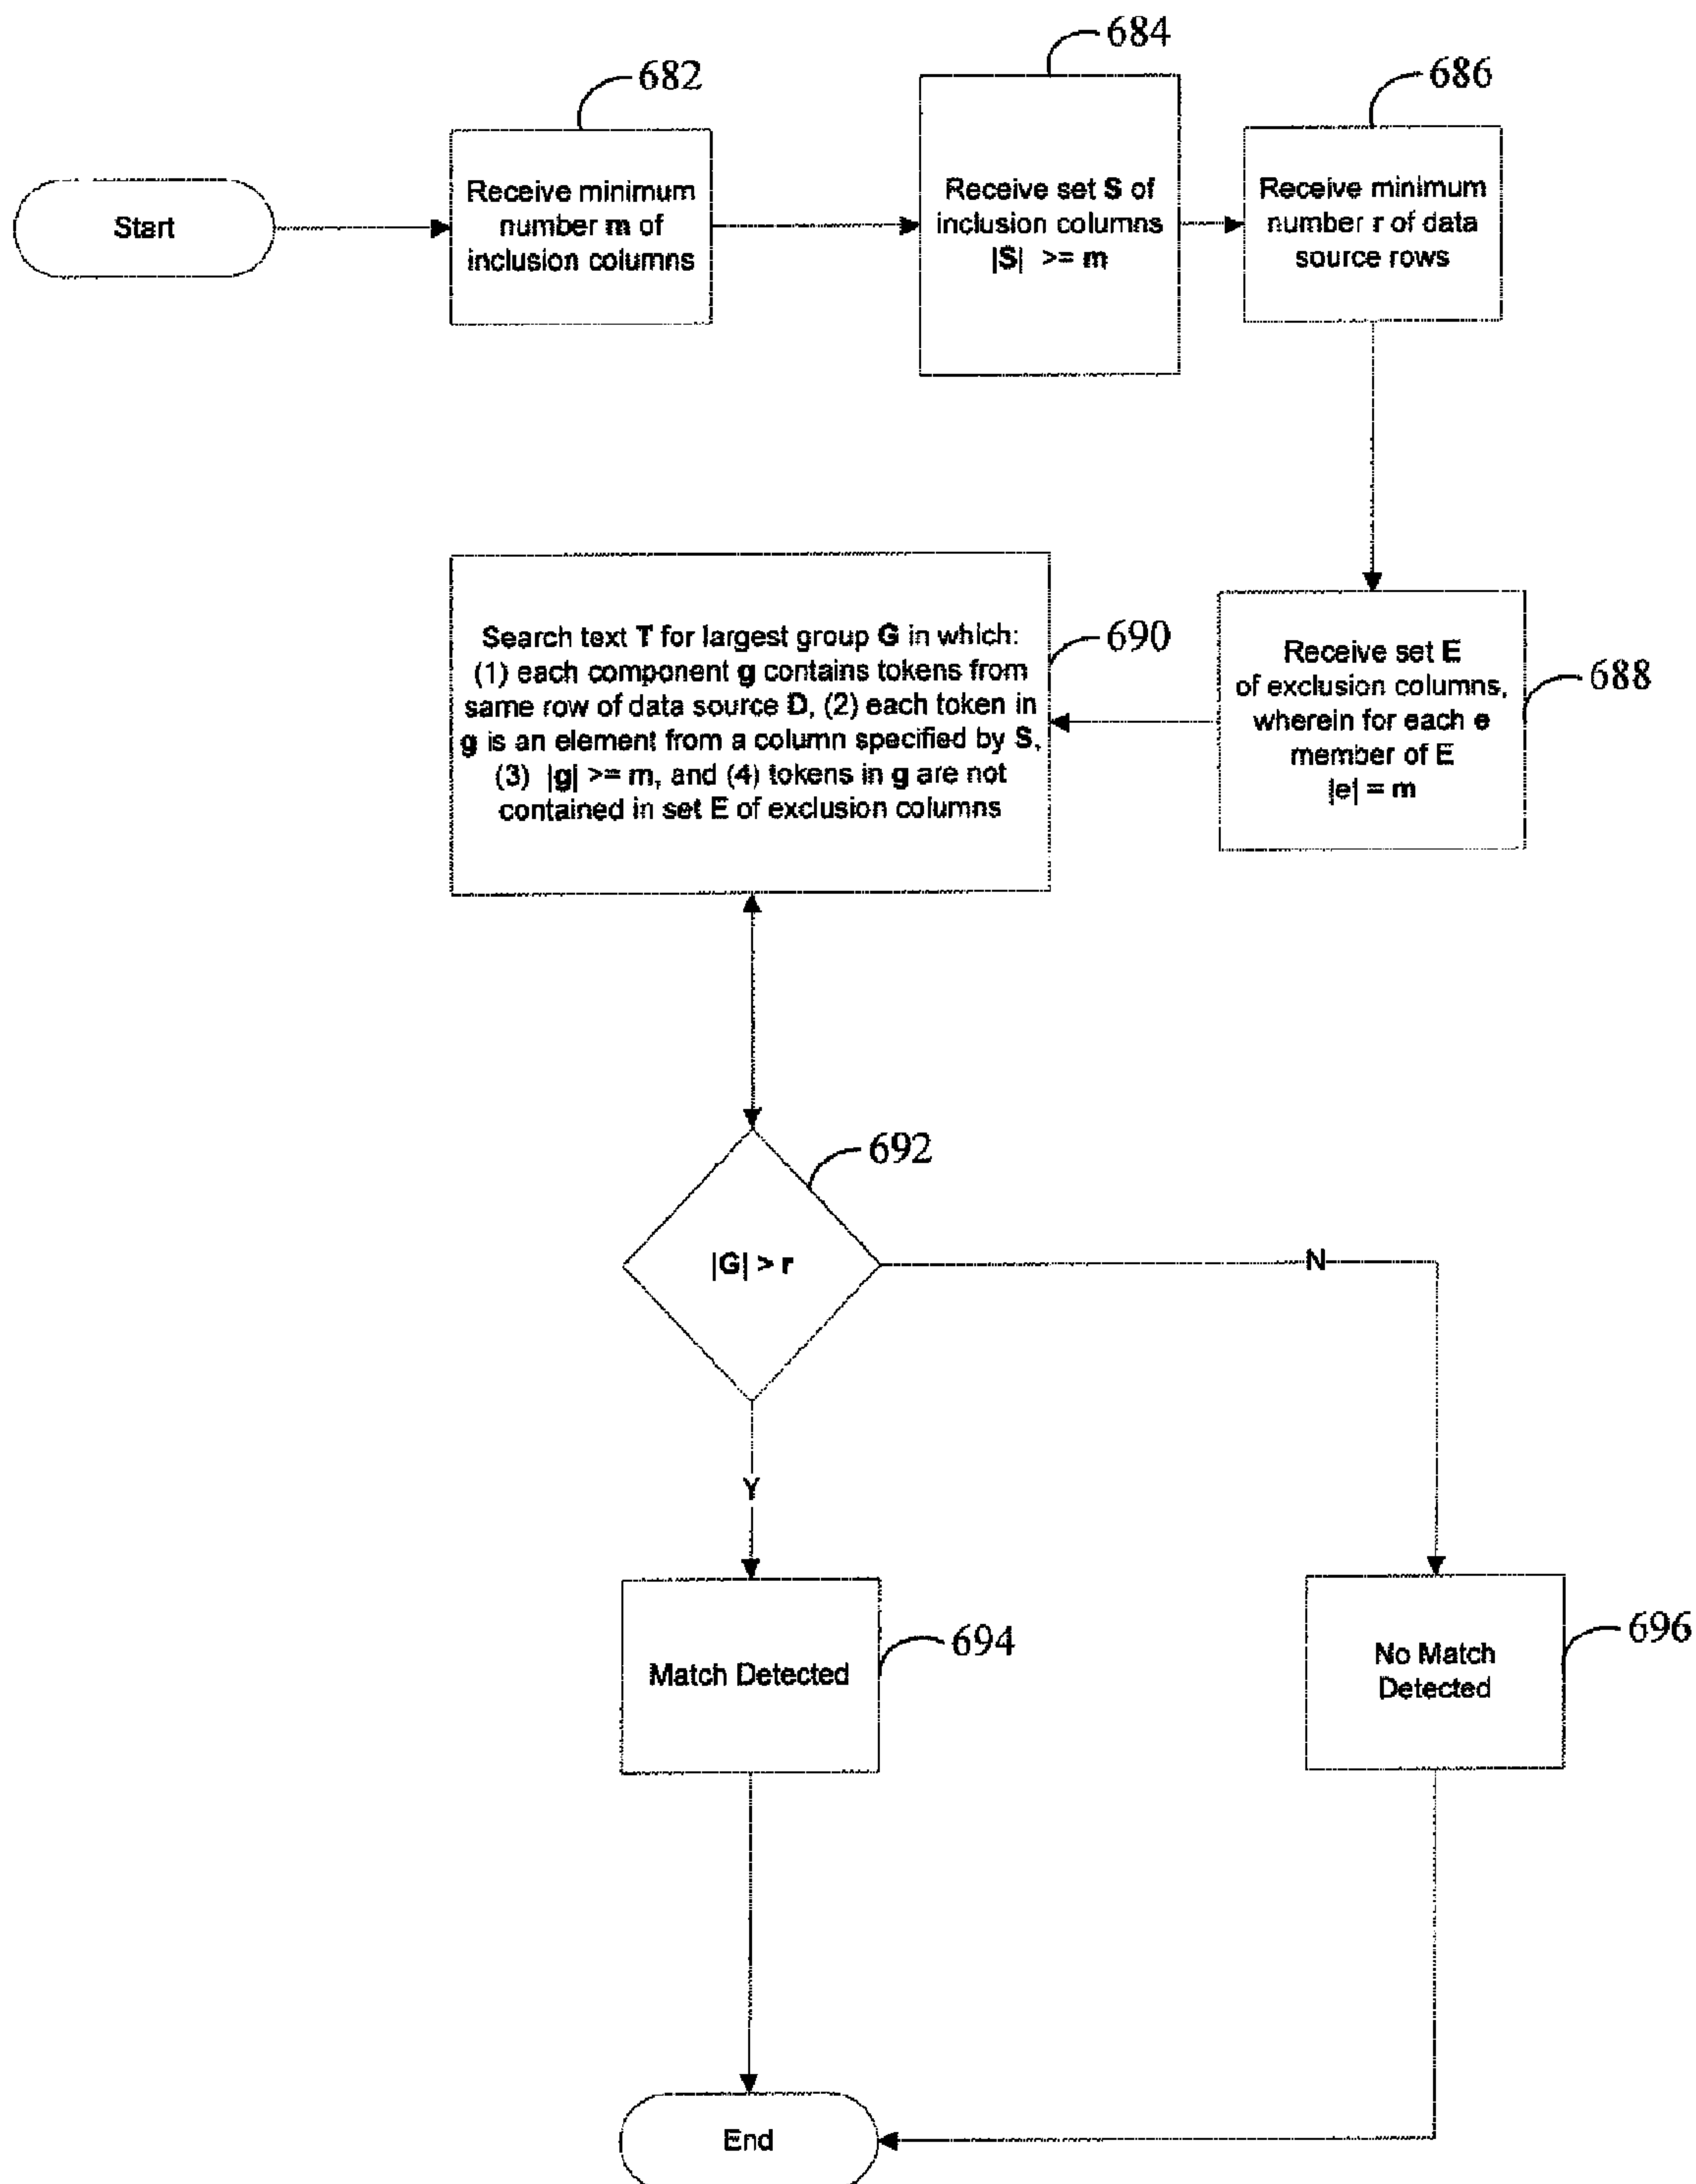 684
682
686
Start
Receive minimum
number m of
inclusion columns
Receive set S of
inclusion columns
|S| >= m
Receive minimum
number r of data
source rows
Search text T for largest group G in which:
(1) each component g contains tokens from
same row of data source D, (2) each token in
g is an element from a column specified by S,
(3) |g| >= m, and (4) tokens in g are not
contained in set E of exclusion columns
690
Receive set E
of exclusion columns,
wherein for each e
member of E
|e| = m
688
692
|G| > r
N
Y
Match Detected
694
No Match
Detected
696
End